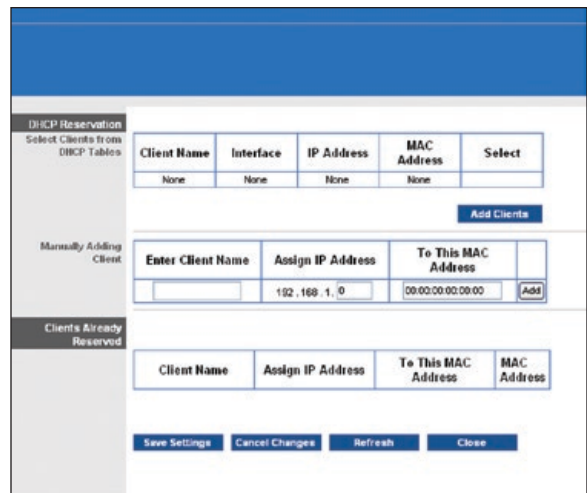 DHCP Reservation
Select Clients from
DHCP Tables
Client Name Interface IP Address MAC Address Select
None None None None
Add Clients
Manually Adding
Client
Enter Client Name Assign IP Address To This MAC Address
192 . 168 . 1 . 0 00:00:00:00:00:00 Add
Clients Already
Reserved
Client Name Assign IP Address To This MAC Address MAC Address
Save Settings Cancel Changes Refresh Close